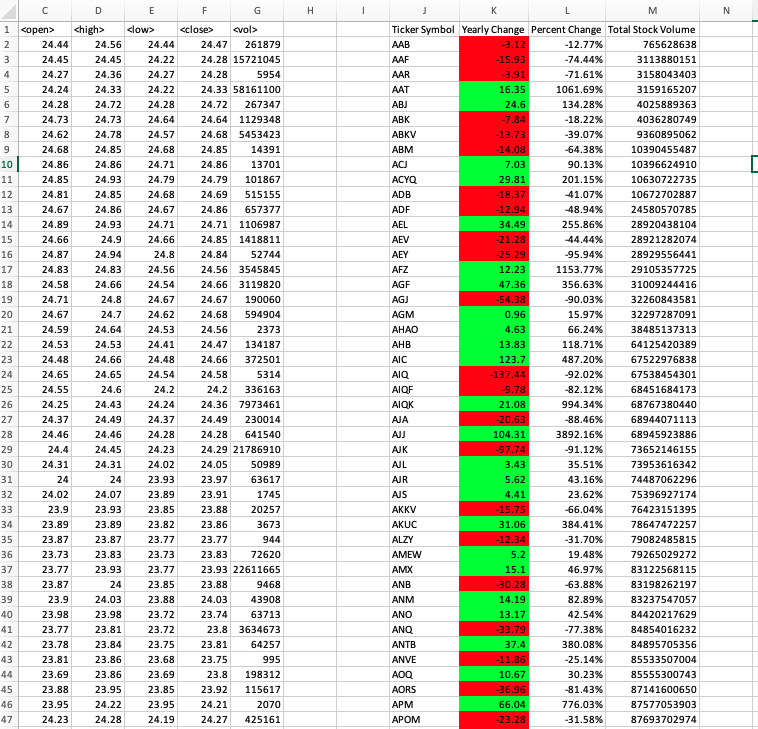 C D E F G H I J K L M N
1 <open> <high> <low> <close> <vol> Ticker Symbol Yearly Change Percent Change Total Stock Volume
2 24.44 24.56 24.44 24.47 261879 AAB -3.12 -12.77% 765628638
3 24.45 24.45 24.22 24.28 15721045 AAF -15.93 -74.44% 3113880151
4 24.27 24.36 24.27 24.28 5954 AAR -3.91 -71.61% 3158043403
5 24.24 24.33 24.22 24.33 58161100 AAT 16.35 1061.69% 3159165207
6 24.28 24.72 24.28 24.72 267347 ABJ 24.6 134.28% 4025889363
7 24.73 24.73 24.64 24.64 1129348 ABK -7.84 -18.22% 4036280749
8 24.62 24.78 24.57 24.68 5453423 ABKV -13.73 -39.07% 9360895062
9 24.68 24.85 24.68 24.85 14391 ABM -14.08 -64.38% 10390455487
10 24.86 24.86 24.71 24.86 13701 ACJ 7.03 90.13% 10396624910
11 24.85 24.93 24.79 24.79 101867 ACYQ 29.81 201.15% 10630722735
12 24.81 24.85 24.68 24.69 515155 ADB -18.37 -41.07% 10672702887
13 24.67 24.86 24.67 24.86 657377 ADF -12.94 -48.94% 24580570785
14 24.89 24.93 24.71 24.71 1106987 AEL 34.49 255.86% 28920438104
15 24.66 24.9 24.66 24.85 1418811 AEV -21.28 -44.44% 28921282074
16 24.87 24.94 24.8 24.84 52744 AEY -25.29 -95.94% 28929556441
17 24.83 24.83 24.56 24.56 3545845 AFZ 12.23 1153.77% 29105357725
18 24.58 24.66 24.54 24.66 3119820 AGF 47.36 356.63% 31009244416
19 24.71 24.8 24.67 24.67 190060 AGJ -54.38 -90.03% 32260843581
20 24.67 24.7 24.62 24.68 594904 AGM 0.96 15.97% 32297287091
21 24.59 24.64 24.53 24.56 2373 AHAO 4.63 66.24% 38485137313
22 24.53 24.53 24.41 24.47 134187 AHB 13.83 118.71% 64125420389
23 24.48 24.66 24.48 24.66 372501 AIC 123.7 487.20% 67522976838
24 24.65 24.65 24.54 24.58 5314 AIQ -137.44 -92.02% 67538454301
25 24.55 24.6 24.2 24.2 336163 AIQF -9.78 -82.12% 68451684173
26 24.25 24.43 24.24 24.36 7973461 AIQK 21.08 994.34% 68767380440
27 24.37 24.49 24.37 24.49 230014 AJA -20.63 -88.46% 68944071113
28 24.46 24.46 24.28 24.28 641540 AJJ 104.31 3892.16% 68945923886
29 24.4 24.45 24.23 24.29 21786910 AJK -97.74 -91.12% 73652146155
30 24.31 24.31 24.02 24.05 50989 AJL 3.43 35.51% 73953616342
31 24 24 23.93 23.97 63617 AJR 5.62 43.16% 74487062296
32 24.02 24.07 23.89 23.91 1745 AJS 4.41 23.62% 75396927174
33 23.9 23.93 23.85 23.88 20257 AKKV -15.75 -66.04% 76423151395
34 23.89 23.89 23.82 23.86 3673 AKUC 31.06 384.41% 78647472257
35 23.87 23.87 23.77 23.77 944 ALZY -12.34 -31.70% 79082485815
36 23.73 23.83 23.73 23.83 72620 AMEW 5.2 19.48% 79265029272
37 23.77 23.93 23.77 23.93 22611665 AMX 15.1 46.97% 83122568115
38 23.87 24 23.85 23.88 9468 ANB -30.28 -63.88% 83198262197
39 23.9 24.03 23.88 24.03 43908 ANM 14.19 82.89% 83237547057
40 23.98 23.98 23.72 23.74 63713 ANO 13.17 42.54% 84420217629
41 23.77 23.81 23.72 23.8 3634673 ANQ -33.79 -77.38% 84854016232
42 23.78 23.84 23.75 23.81 64257 ANTB 37.4 380.08% 84895705356
43 23.81 23.86 23.68 23.75 995 ANVE -11.86 -25.14% 85533507004
44 23.69 23.86 23.69 23.8 198312 AOQ 10.67 30.23% 85555300743
45 23.88 23.95 23.85 23.92 115617 AORS -36.96 -81.43% 87141600650
46 23.95 24.22 23.95 24.21 2070 APM 66.04 776.03% 87577053903
47 24.23 24.28 24.19 24.27 425161 APOM -23.28 -31.58% 87693702974